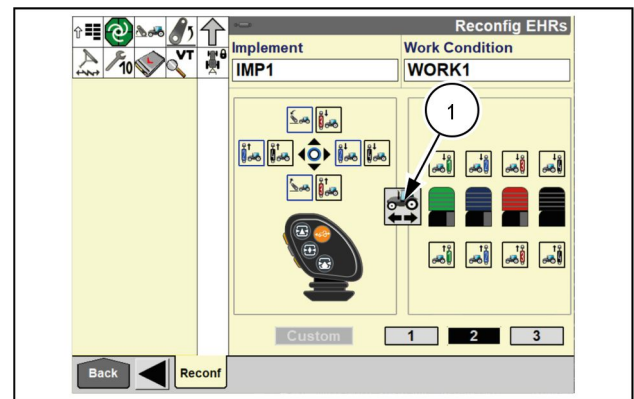 Reconfig EHRs
VT
10
Implement
Work Condition
IMP1
WORK1
1
Custom
1
2
3
Back
Reconf